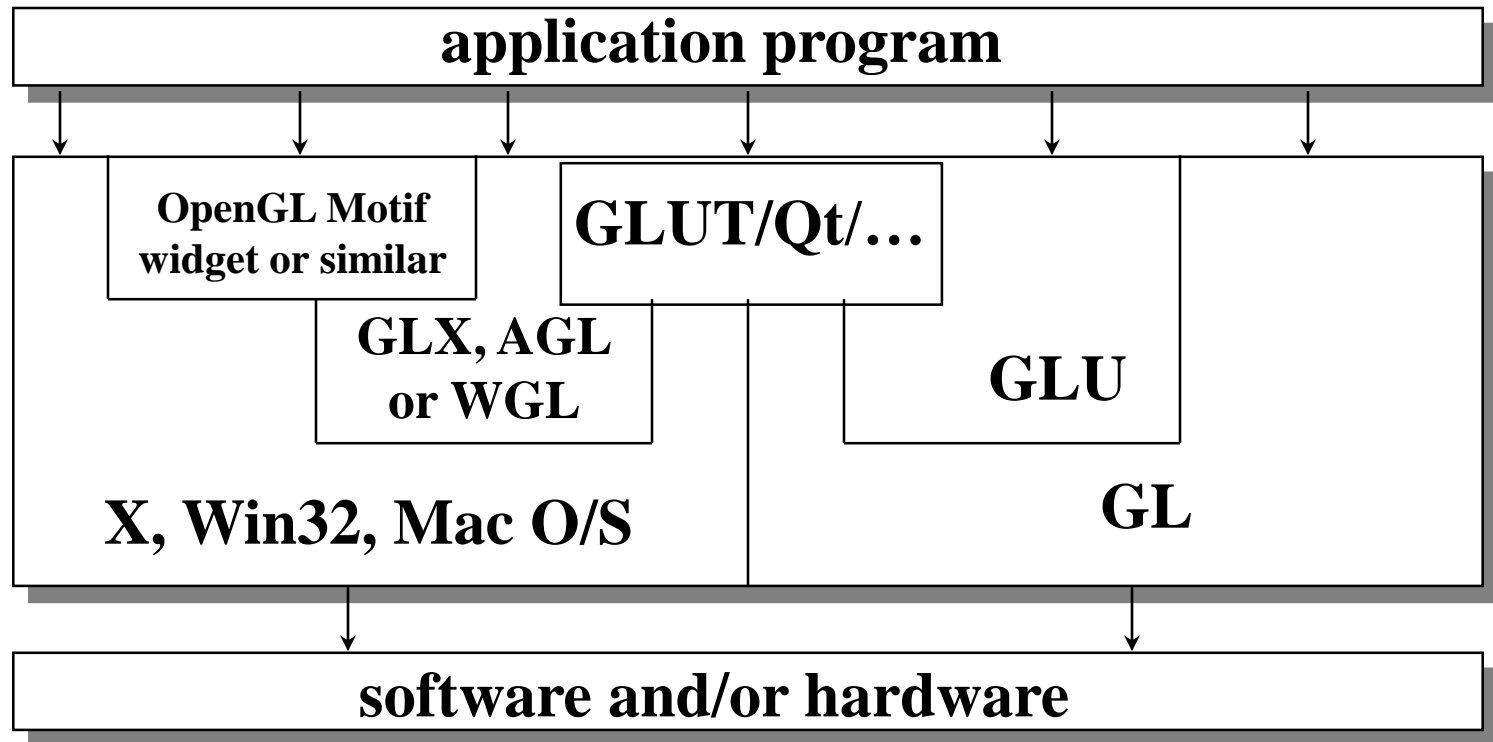 application program
OpenGL Motif
widget or similar
GLUT/Qt/…
GLX, AGL
or WGL
GLU
X, Win32, Mac O/S
GL
software and/or hardware